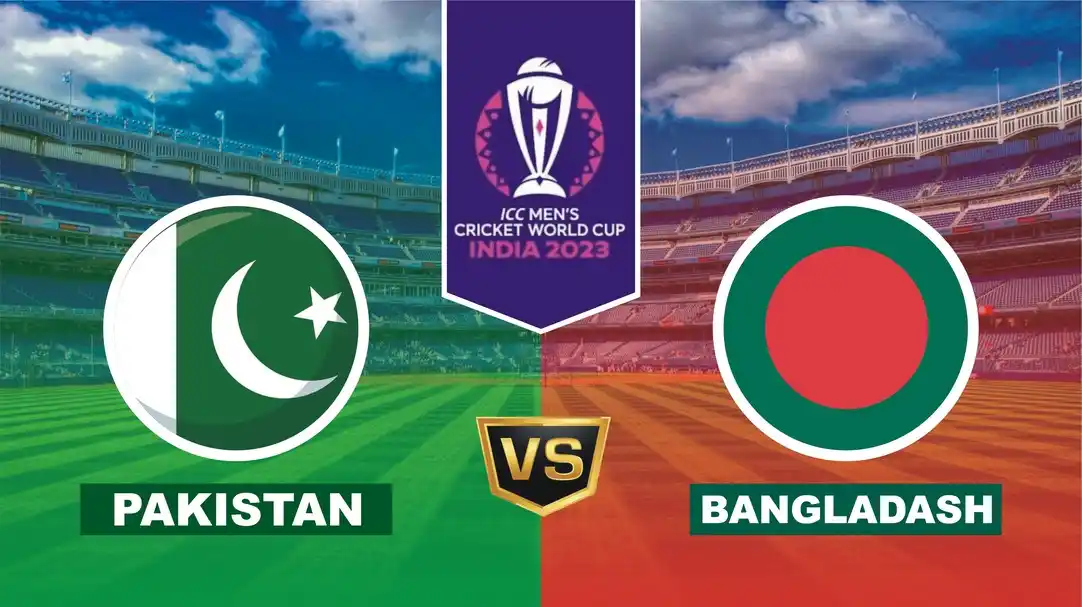 ICC MEN'S
CRICKET WORLD CUP
INDIA 2023
VS
PAKISTAN
BANGLADASH